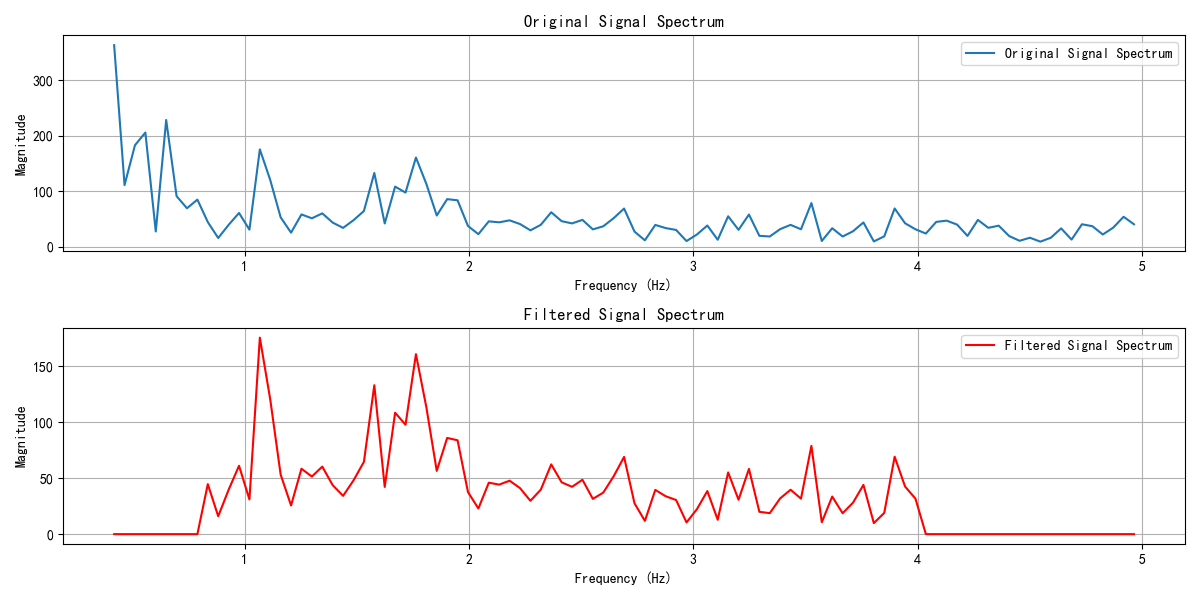 Original Signal Spectrum
Original Signal Spectrum
Magnitude
300
200
100
0
1
2
3
4
5
Frequency (Hz)
Filtered Signal Spectrum
Filtered Signal Spectrum
Magnitude
150
100
50
0
1
2
3
4
5
Frequency (Hz)